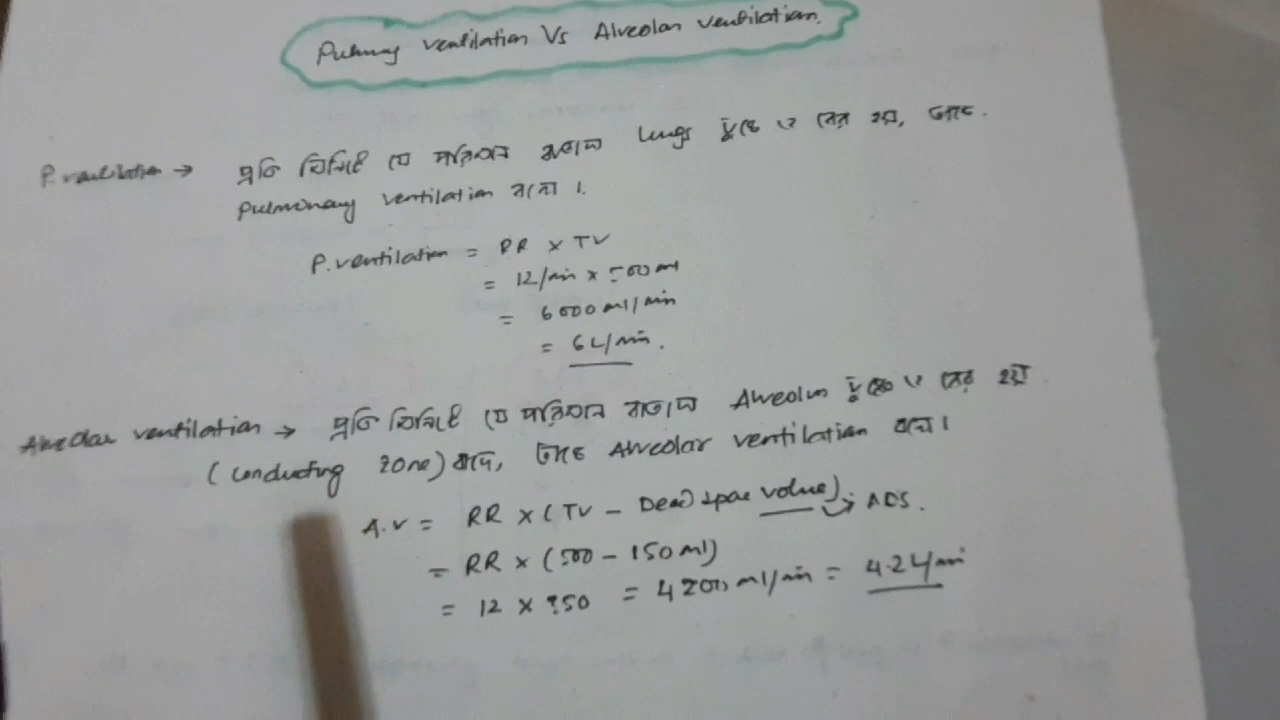 Pulmonary ventilation Vs Alveolar ventilation.
P. ventilation → প্রতি মিনিটে যে পরিমান বাতাস lungs ঢুকে ও বের হয়, তাকে
Pulmonary ventilation বলে।
P. ventilation = RR × TV
= 12/min × 500 ml
= 6000 ml/min
= 6L/min.
Alveolar ventilation → প্রতি মিনিটে যে পরিমান বাতাস Alveolus ঢুকে ও বের হয়
(conducting zone) বাদে, তাকে Alveolar ventilation বলে।
A.V = RR × (TV - Dead space volume) → ADS.
= RR × (500 - 150 ml)
= 12 × 350 = 4200 ml/min = 4.2L/min